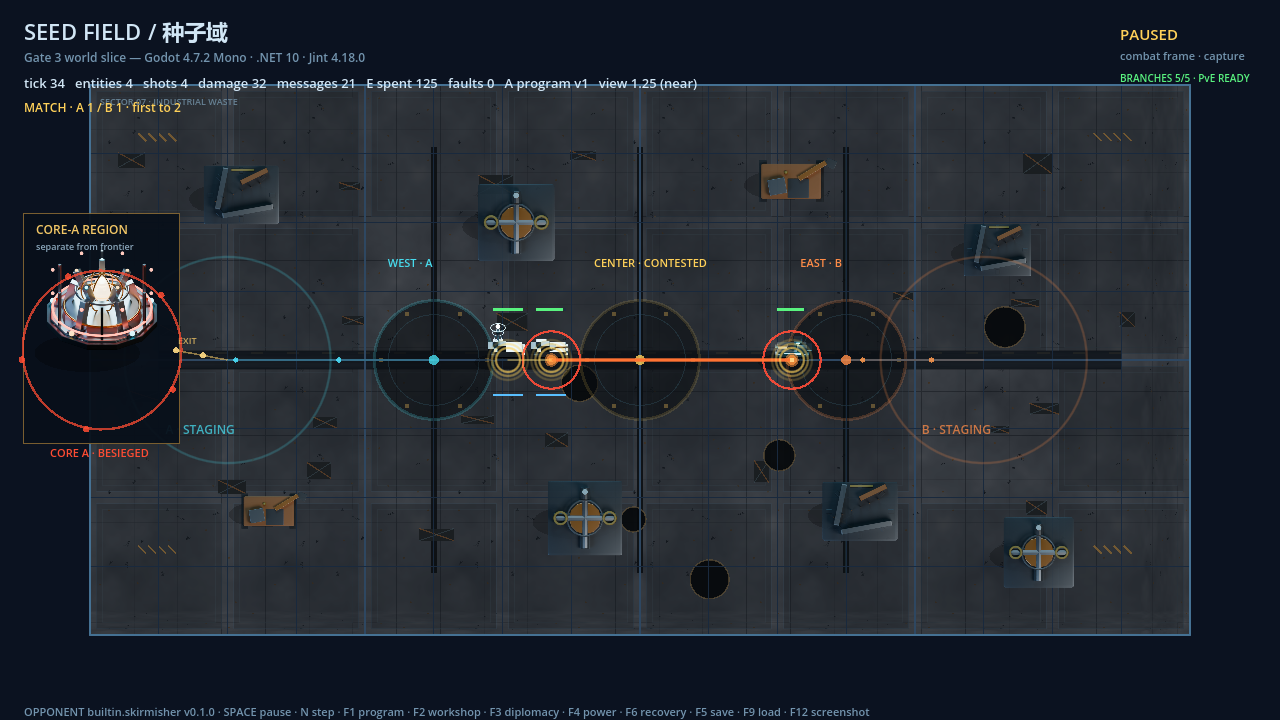 SEED FIELD / 种子域
Gate 3 world slice — Godot 4.7.2 Mono · .NET 10 · Jint 4.18.0
tick 34 entities 4 shots 4 damage 32 messages 21 E spent 125 faults 0 A program v1 view 1.25 (near)
MATCH · A 1 / B 1 · first to 2
SECTOR 07 · INDUSTRIAL WASTE
PAUSED
combat frame · capture
BRANCHES 5/5 · PvE READY
CORE-A REGION
separate from frontier
EXIT
WEST · A
CENTER · CONTESTED
EAST · B
STAGING
B · STAGING
CORE A · BESIEGED
OPPONENT builtin.skirmisher v0.1.0 · SPACE pause · N step · F1 program · F2 workshop · F3 diplomacy · F4 power · F6 recovery · F5 save · F9 load · F12 screenshot